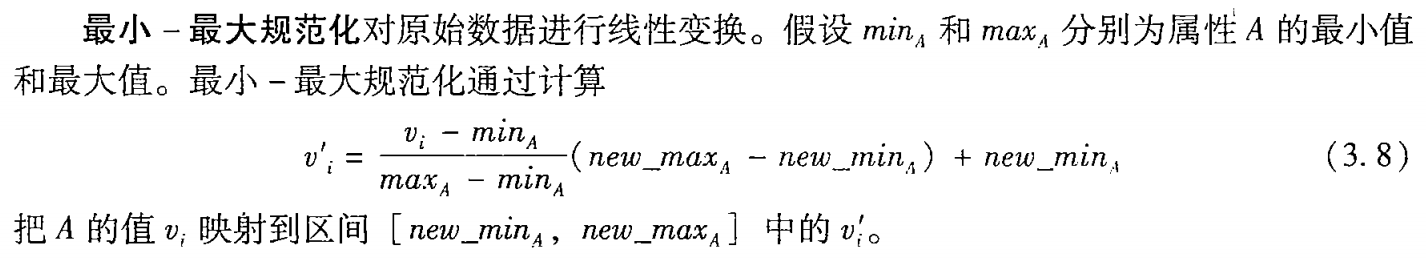 最小－最大规范化对原始数据进行线性变换。假设 min_A 和 max_A 分别为属性 A 的最小值
和最大值。最小－最大规范化通过计算
v'_i = \frac{v_i - min_A}{max_A - min_A}(new_max_A - new_min_A) + new_min_A (3.8)
把 A 的值 v_i 映射到区间 [new_min_A, new_max_A] 中的 v'_i。